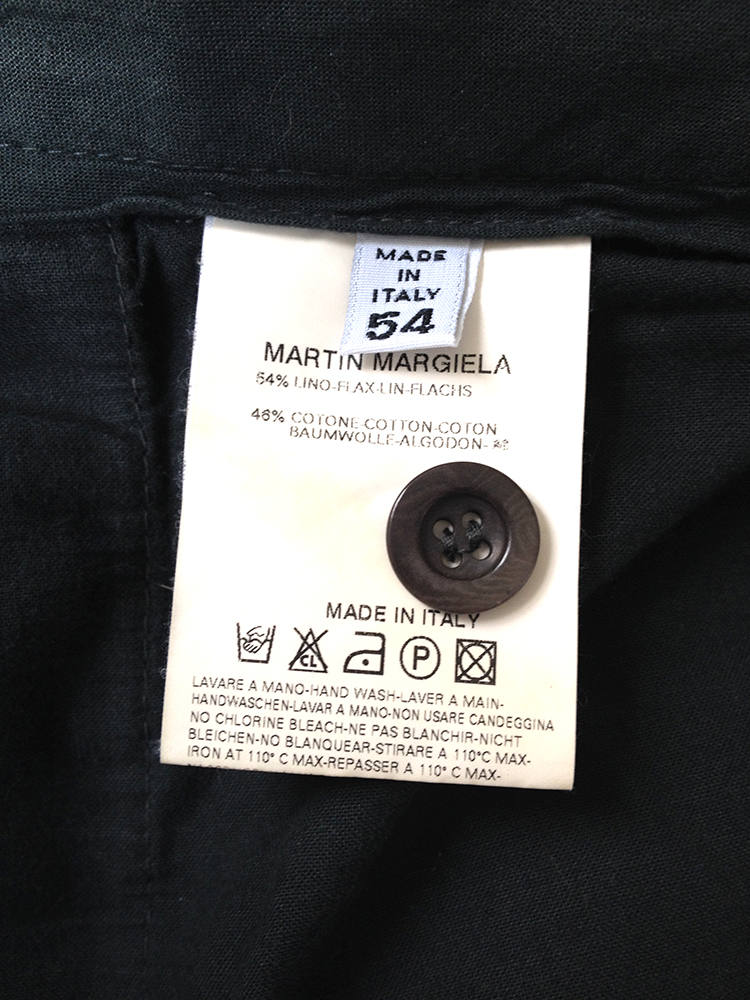 MADE
IN
ITALY
54
MARTIN MARGIELA
54% LINO-FLAX-LIN-FLACHS
46% COTONE-COTTON-COTON
BAUMWOLLE-ALGODON-綿
MADE IN ITALY
CL
P
LAVARE A MANO-HAND WASH-LAVER A MAIN-
HANDWASCHEN-LAVAR A MANO-NON USARE CANDEGGINA
NO CHLORINE BLEACH-NE PAS BLANCHIR-NICHT
BLEICHEN-NO BLANQUEAR-STIRARE A 110°C MAX-
IRON AT 110° C MAX-REPASSER A 110° C MAX-